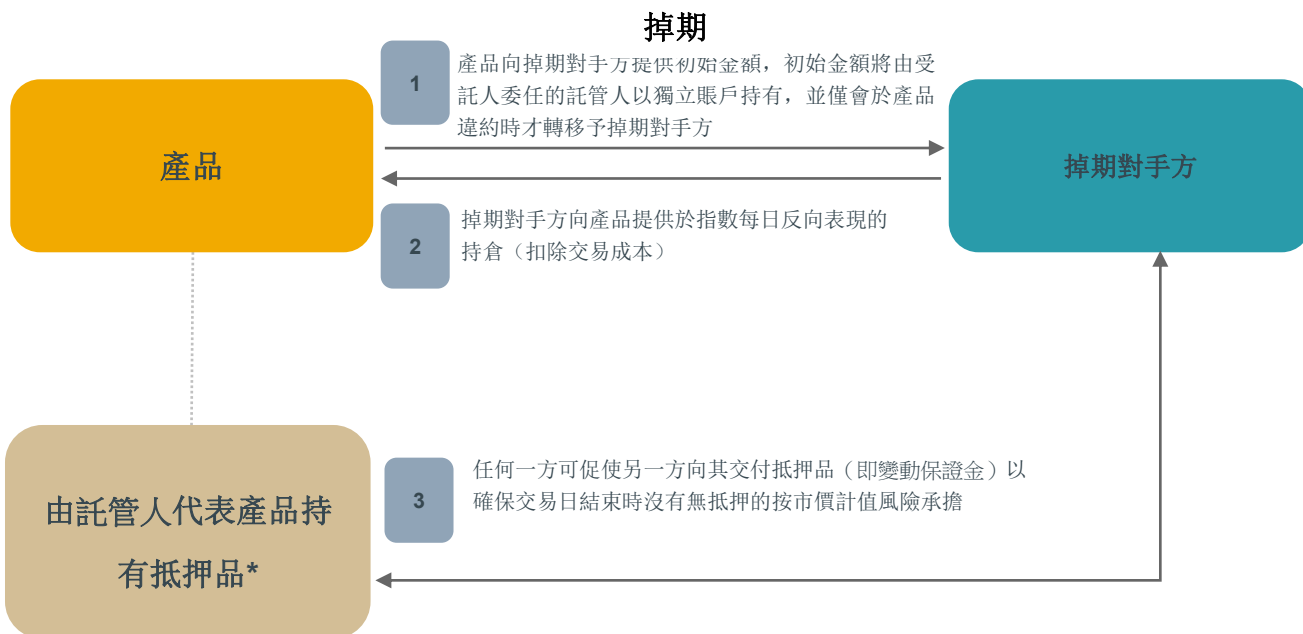 掉期
1
產品向掉期對手方提供初始金額，初始金額將由受
託人委任的託管人以獨立賬戶持有，並僅會於產品
違約時才轉移予掉期對手方
產品
掉期對手方
2
掉期對手方向產品提供於指數每日反向表現的
持倉（扣除交易成本）
3
任何一方可促使另一方向其交付抵押品（即變動保證金）以
確保交易日結束時沒有無抵押的按市價計值風險承擔
由託管人代表產品持
有抵押品*